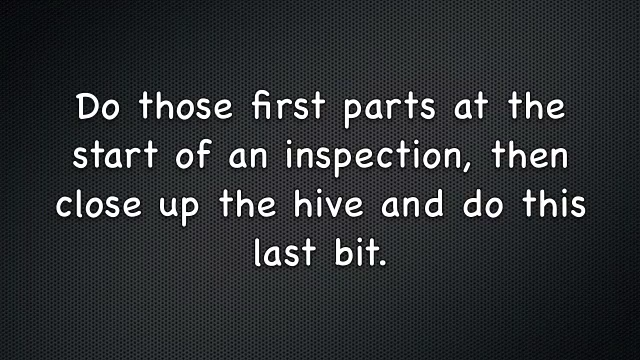 Do those first parts at the
start of an inspection, then
close up the hive and do this
last bit.